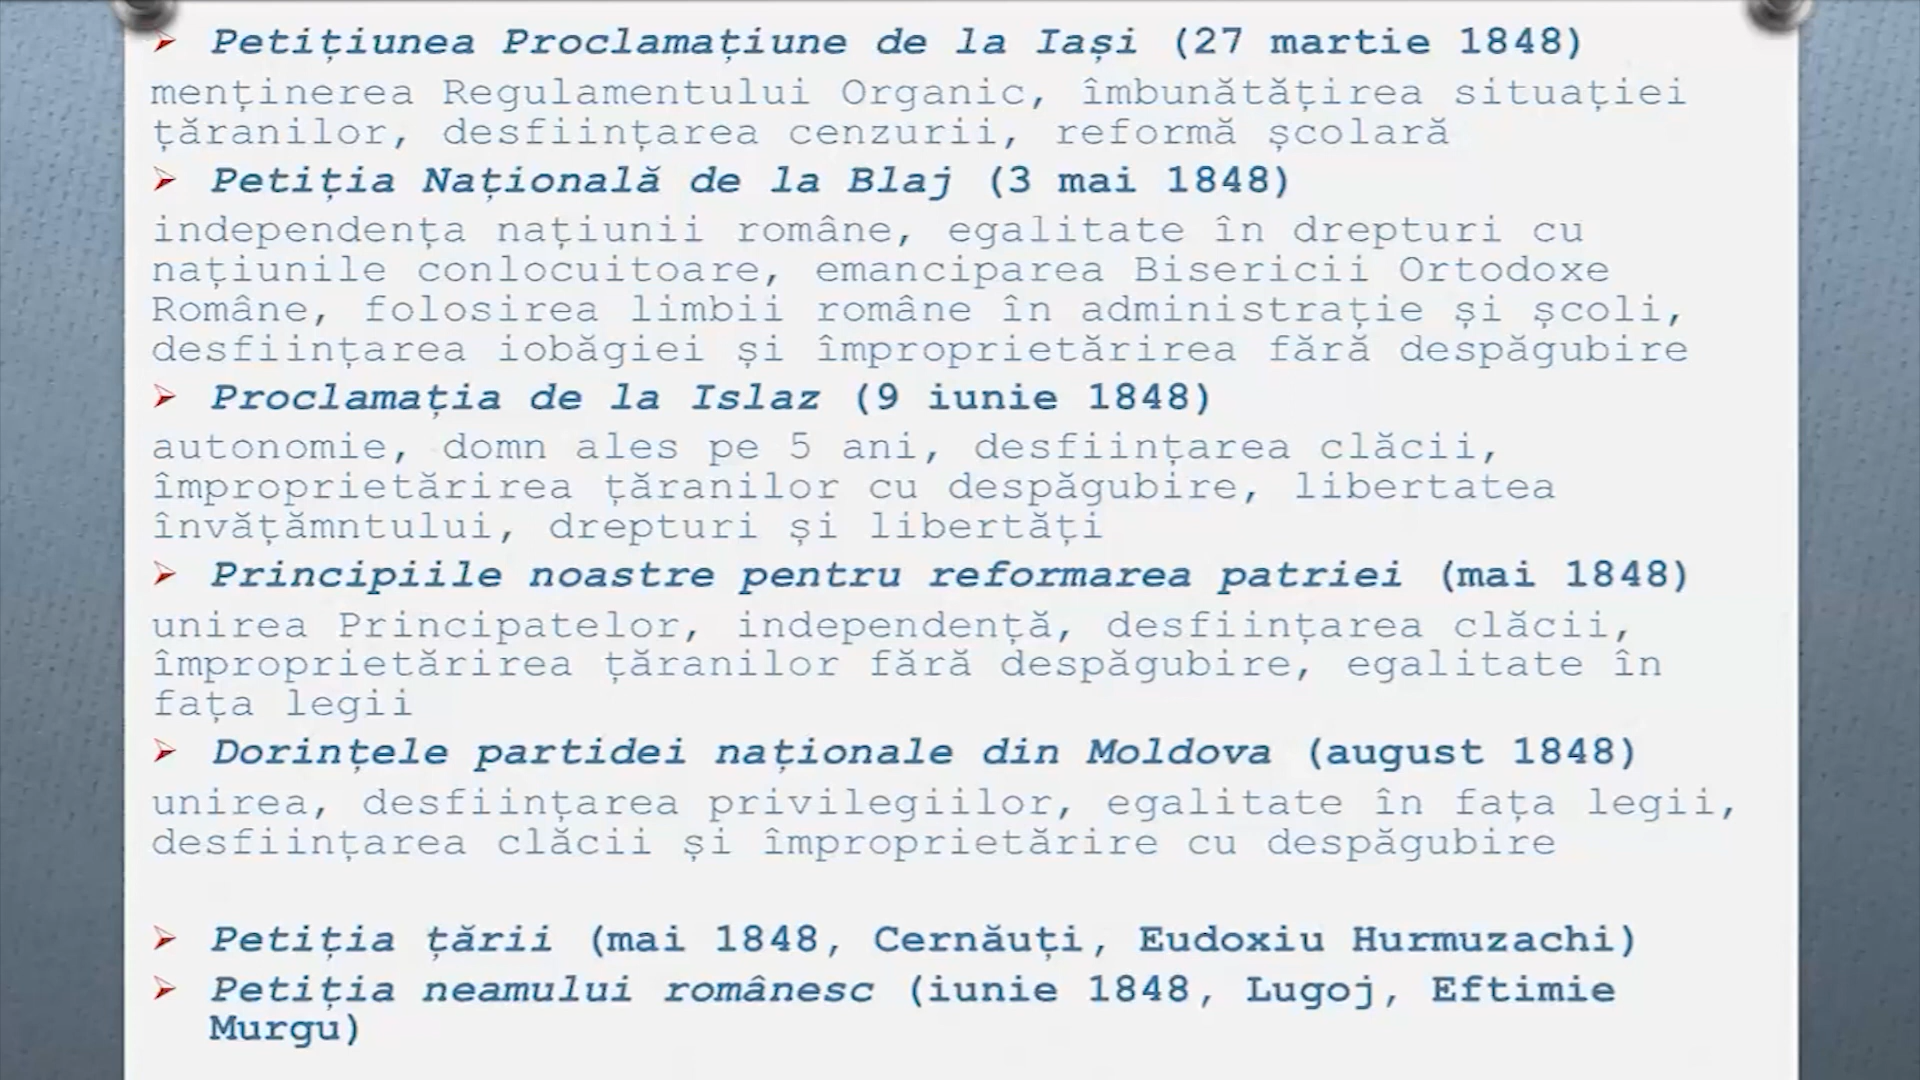 ➢ Petițiunea Proclamațiune de la Iași (27 martie 1848)
menținerea Regulamentului Organic, îmbunătățirea situației
țăranilor, desființarea cenzurii, reformă școlară
➢ Petiția Națională de la Blaj (3 mai 1848)
independența națiunii române, egalitate în drepturi cu
națiunile conlocuitoare, emanciparea Bisericii Ortodoxe
Române, folosirea limbii române în administrație și școli,
desființarea iobăgiei și împroprietărirea fără despăgubire
➢ Proclamația de la Islaz (9 iunie 1848)
autonomie, domn ales pe 5 ani, desființarea clăcii,
împroprietărirea țăranilor cu despăgubire, libertatea
învățămntului, drepturi și libertăți
➢ Principiile noastre pentru reformarea patriei (mai 1848)
unirea Principatelor, independență, desființarea clăcii,
împroprietărirea țăranilor fără despăgubire, egalitate în
fața legii
➢ Dorințele partidei naționale din Moldova (august 1848)
unirea, desființarea privilegiilor, egalitate în fața legii,
desființarea clăcii și împroprietărire cu despăgubire
➢ Petiția țării (mai 1848, Cernăuți, Eudoxiu Hurmuzachi)
➢ Petiția neamului românesc (iunie 1848, Lugoj, Eftimie
Murgu)